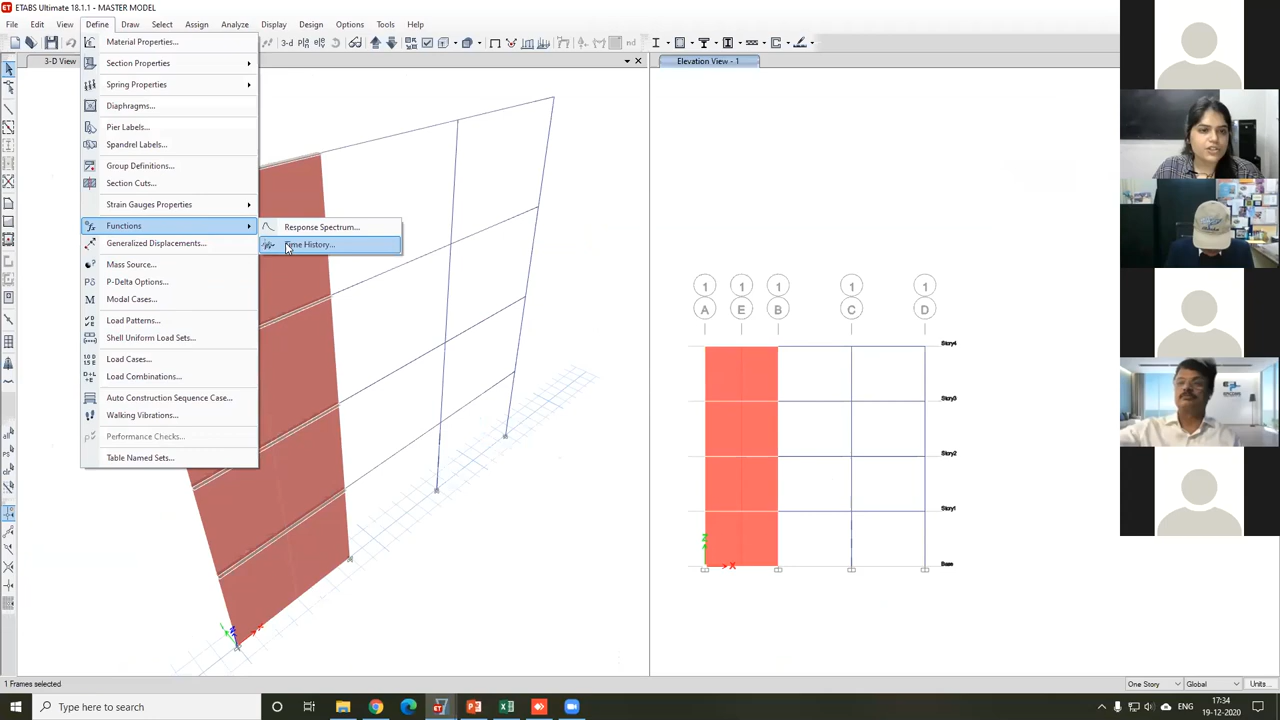 ETABS Ultimate 18.1.1 - MASTER MODEL
File Edit View Define Draw Select Assign Analyze Display Design Options Tools Help
3-D View
Elevation View - 1
Material Properties...
Section Properties
Spring Properties
Diaphragms...
Pier Labels...
Spandrel Labels...
Group Definitions...
Section Cuts...
Strain Gauges Properties
Functions
Response Spectrum...
Time History...
Generalized Displacements...
Mass Source...
P-Delta Options...
Modal Cases...
Load Patterns...
Shell Uniform Load Sets...
Load Cases...
Load Combinations...
Auto Construction Sequence Case...
Walking Vibrations...
Performance Checks...
Table Named Sets...
3-d
nd
all
ps
clr
1 1 1 1 1
A E B C D
Story4
Story3
Story2
Story1
Base
Z
X
1 Frames selected
One Story Global Units...
Type here to search
ENG
17:34
19-12-2020